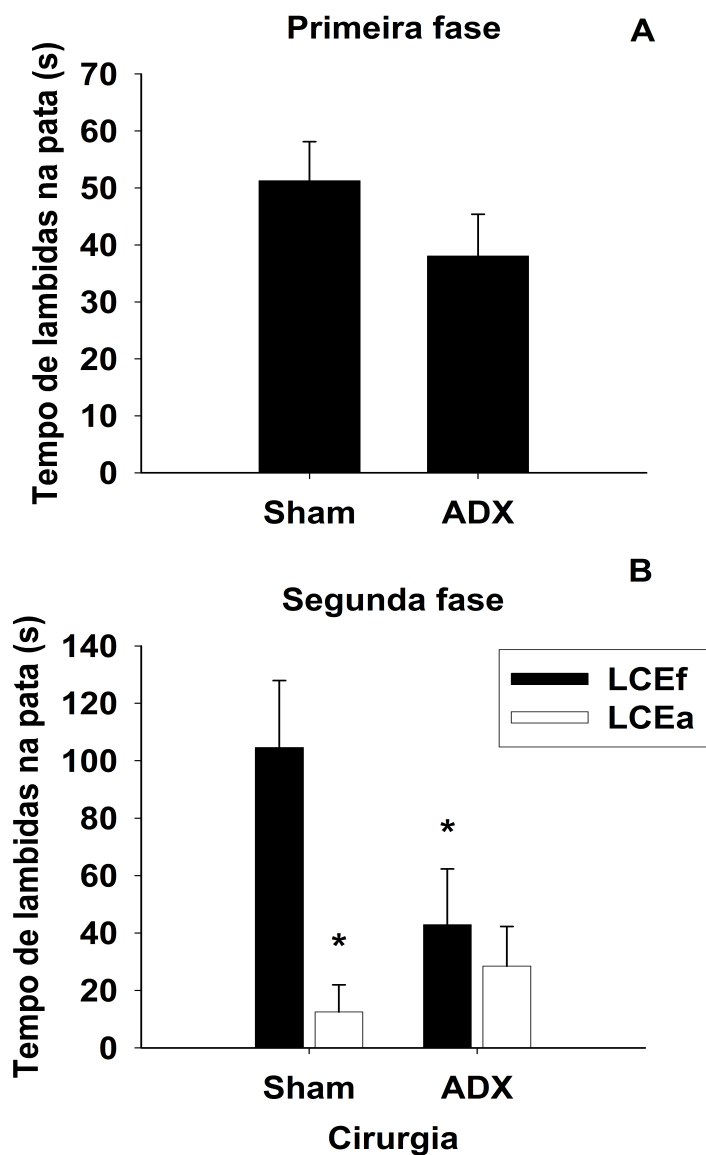 Primeira fase
A
Tempo de lambidas na pata (s)
70
60
50
40
30
20
10
0
Sham
ADX
B
Segunda fase
Tempo de lambidas na pata (s)
140
120
100
80
60
40
20
0
LCEf
LCEa
*
*
Sham
ADX
Cirurgia